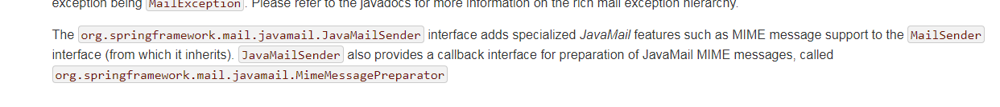 exception being MailException. Please refer to the javadocs for more information on the rich mail exception hierarchy.
The org.springframework.mail.javamail.JavaMailSender interface adds specialized JavaMail features such as MIME message support to the MailSender
interface (from which it inherits). JavaMailSender also provides a callback interface for preparation of JavaMail MIME messages, called
org.springframework.mail.javamail.MimeMessagePreparator